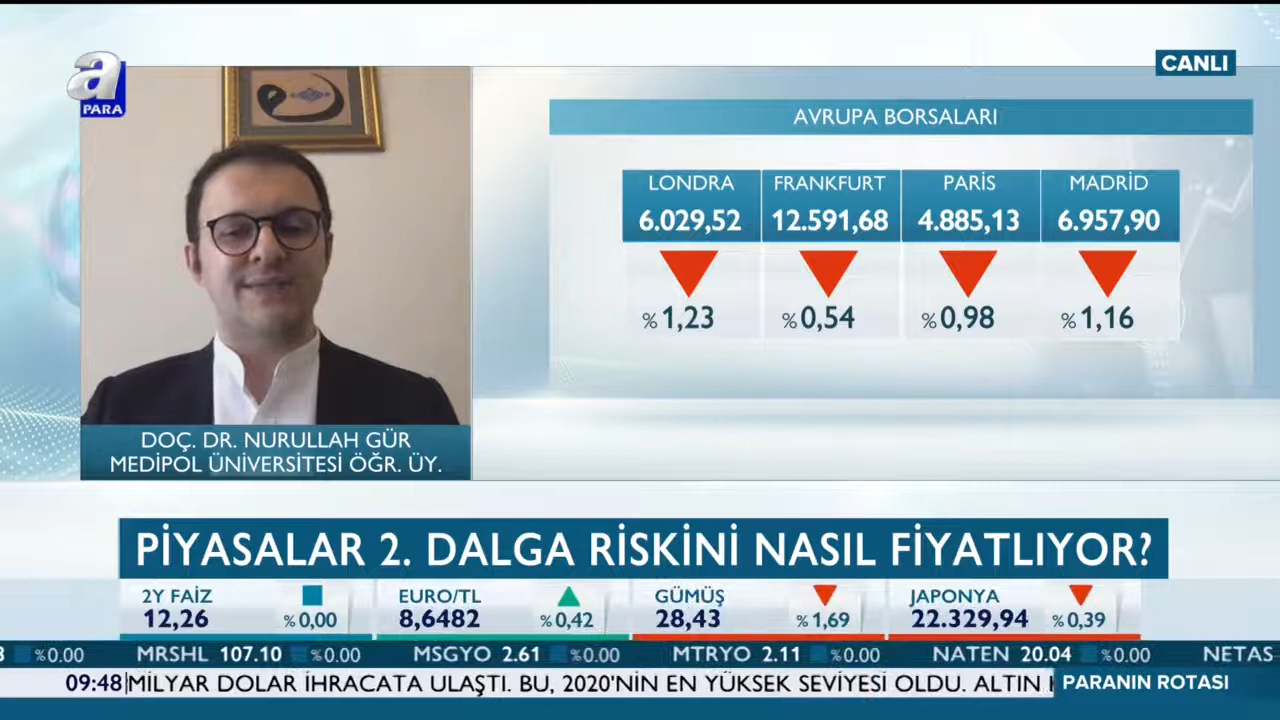 a
PARA
CANLI
AVRUPA BORSALARI
LONDRA FRANKFURT PARİS MADRİD
6.029,52 12.591,68 4.885,13 6.957,90
%1,23 %0,54 %0,98 %1,16
DOÇ. DR. NURULLAH GÜR
MEDİPOL ÜNİVERSİTESİ ÖĞR. ÜY.
PİYASALAR 2. DALGA RİSKİNİ NASIL FİYATLIYOR?
2Y FAİZ EURO/TL GÜMÜŞ JAPONYA
12,26 %0,00 8,6482 %0,42 28,43 %1,69 22.329,94 %0,39
%0.00 MRSHL 107.10 %0.00 MSGYO 2.61 %0.00 MTRYO 2.11 %0.00 NATEN 20.04 %0.00 NETAS
09:48 MİLYAR DOLAR İHRACATA ULAŞTI. BU, 2020'NİN EN YÜKSEK SEVİYESİ OLDU. ALTIN PARANIN ROTASI